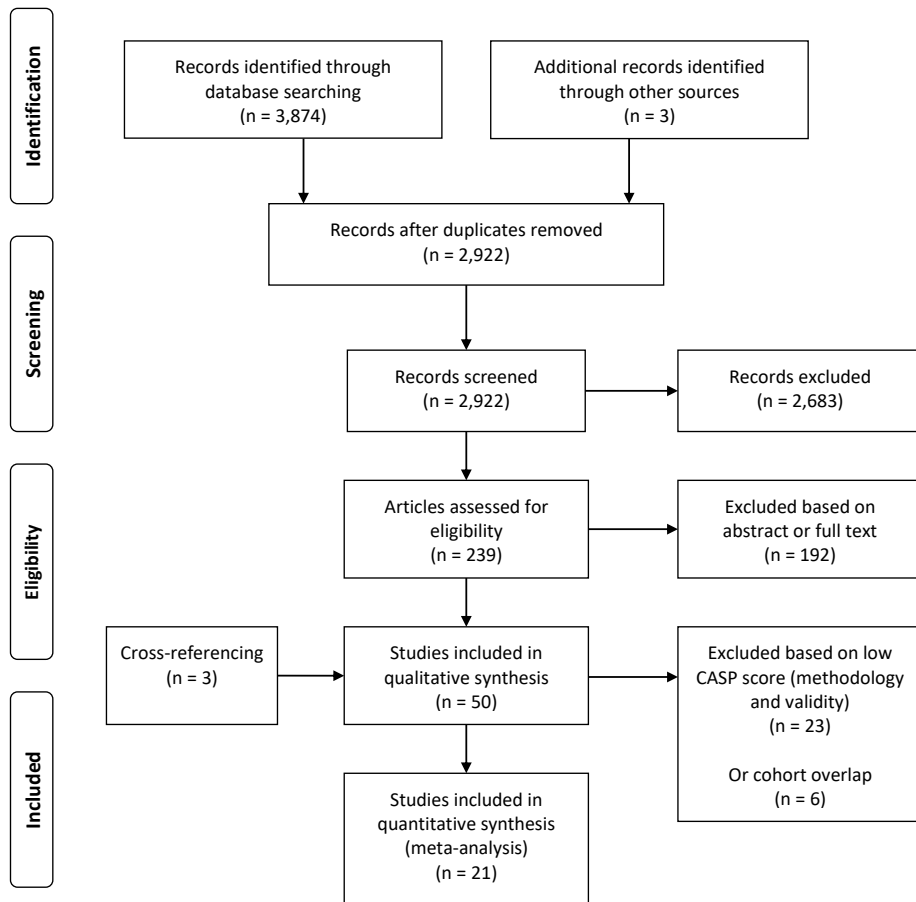 Identification
Records identified through
database searching
(n = 3,874)
Additional records identified
through other sources
(n = 3)
Records after duplicates removed
(n = 2,922)
Screening
Records screened
(n = 2,922)
Records excluded
(n = 2,683)
Eligibility
Articles assessed for
eligibility
(n = 239)
Excluded based on
abstract or full text
(n = 192)
Cross-referencing
(n = 3)
Studies included in
qualitative synthesis
(n = 50)
Excluded based on low
CASP score (methodology
and validity)
(n = 23)
Or cohort overlap
(n = 6)
Included
Studies included in
quantitative synthesis
(meta-analysis)
(n = 21)